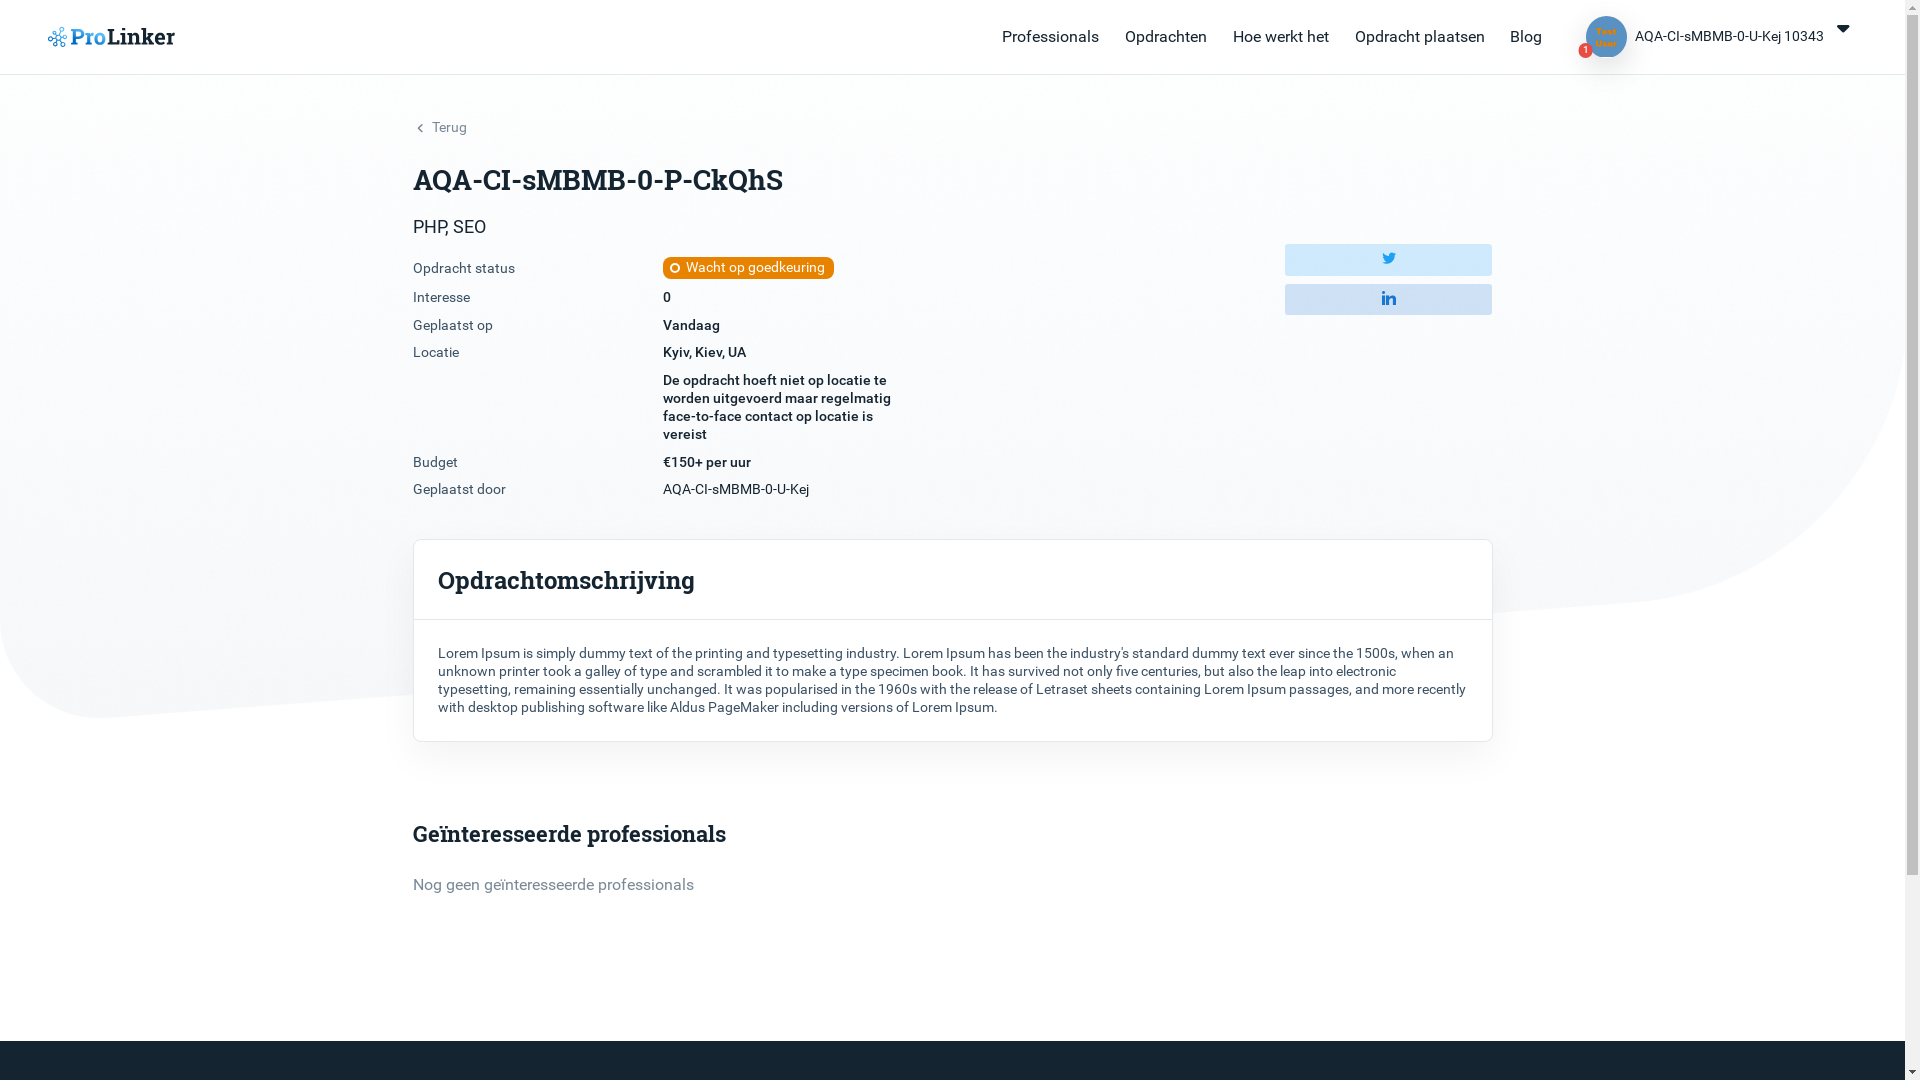 ProLinker
Professionals
Opdrachten
Hoe werkt het
Opdracht plaatsen
Blog
1
AQA-CI-sMBMB-0-U-Kej 10343
Terug
AQA-CI-sMBMB-0-P-CkQhS
PHP, SEO
Opdracht status
Wacht op goedkeuring
Interesse
0
Geplaatst op
Vandaag
Locatie
Kyiv, Kiev, UA
De opdracht hoeft niet op locatie te
worden uitgevoerd maar regelmatig
face-to-face contact op locatie is
vereist
Budget
€150+ per uur
Geplaatst door
AQA-CI-sMBMB-0-U-Kej
in
Opdrachtomschrijving
Lorem Ipsum is simply dummy text of the printing and typesetting industry. Lorem Ipsum has been the industry's standard dummy text ever since the 1500s, when an
unknown printer took a galley of type and scrambled it to make a type specimen book. It has survived not only five centuries, but also the leap into electronic
typesetting, remaining essentially unchanged. It was popularised in the 1960s with the release of Letraset sheets containing Lorem Ipsum passages, and more recently
with desktop publishing software like Aldus PageMaker including versions of Lorem Ipsum.
Geïnteresseerde professionals
Nog geen geïnteresseerde professionals